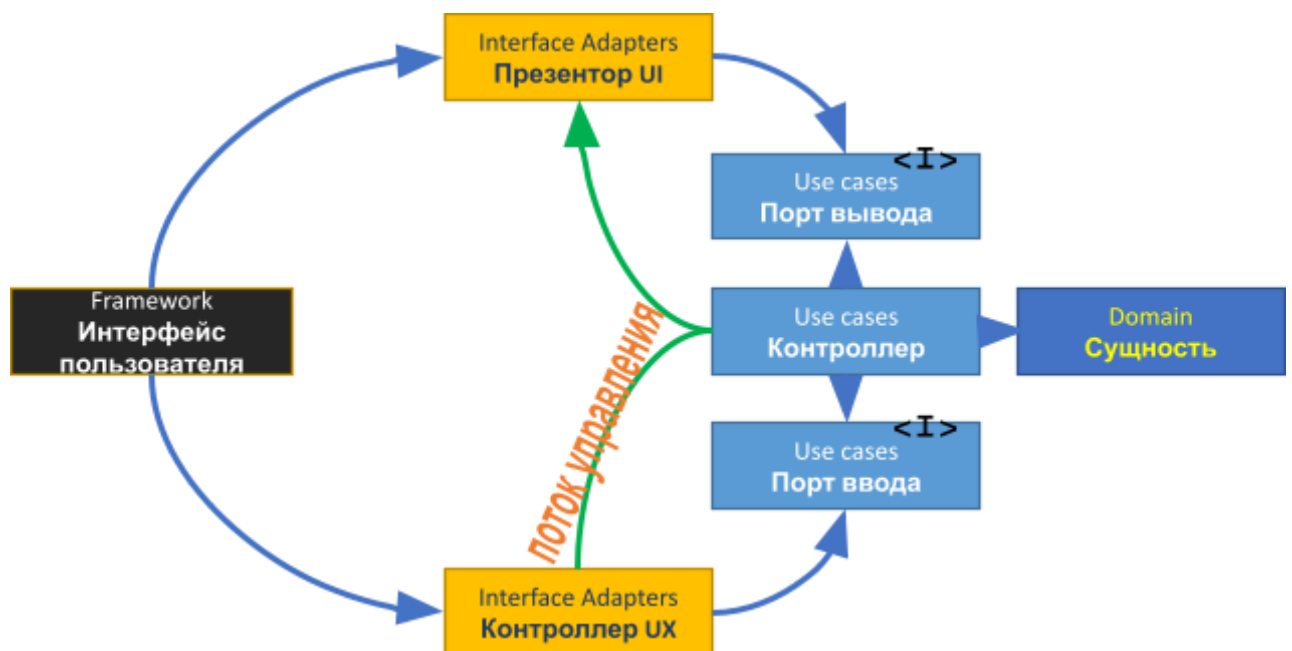 Interface Adapters
Презентор UI
<I>
Use cases
Порт вывода
Framework
Интерфейс
пользователя
поток управления
Use cases
Контроллер
Domain
Сущность
<I>
Use cases
Порт ввода
Interface Adapters
Контроллер UX